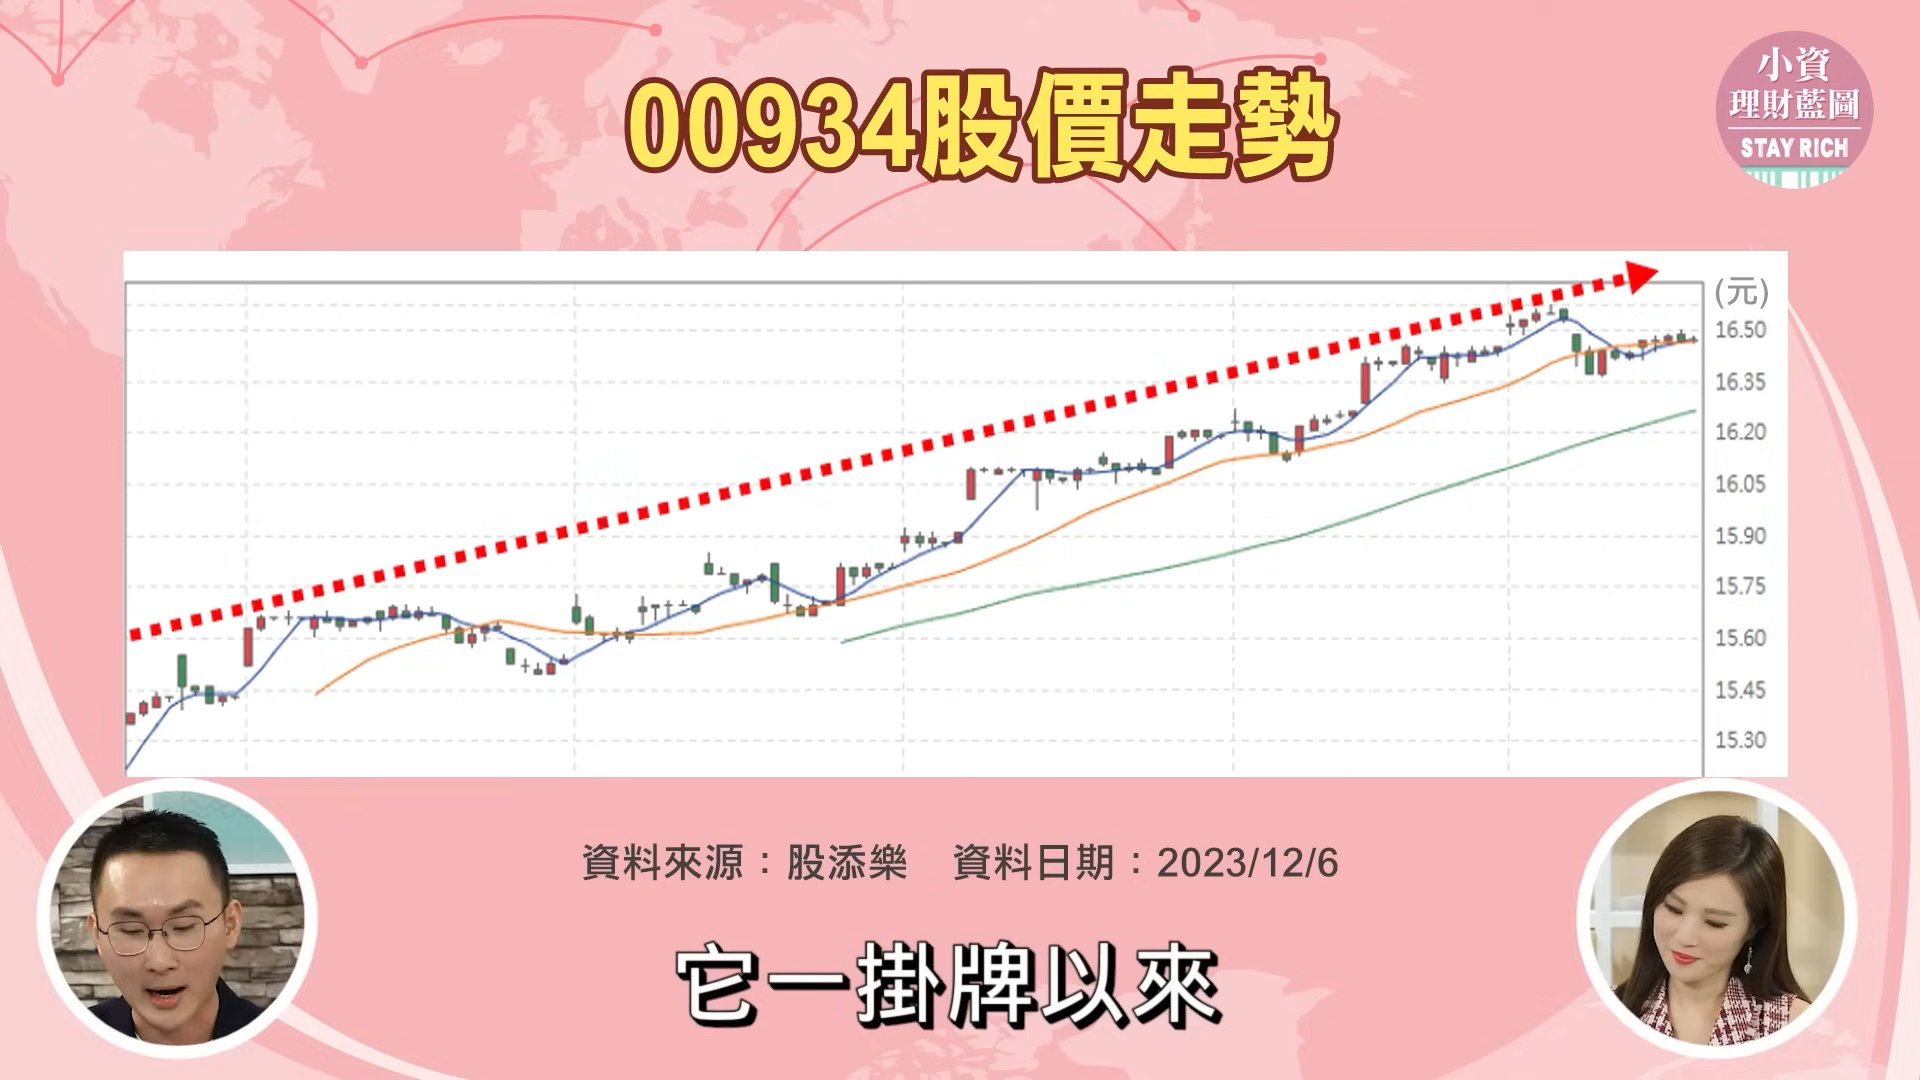 00934股價走勢
小資
理財藍圖
STAY RICH
(元)
16.50
16.35
16.20
16.05
15.90
15.75
15.60
15.45
15.30
資料來源：股添樂　資料日期：2023/12/6
它一掛牌以來